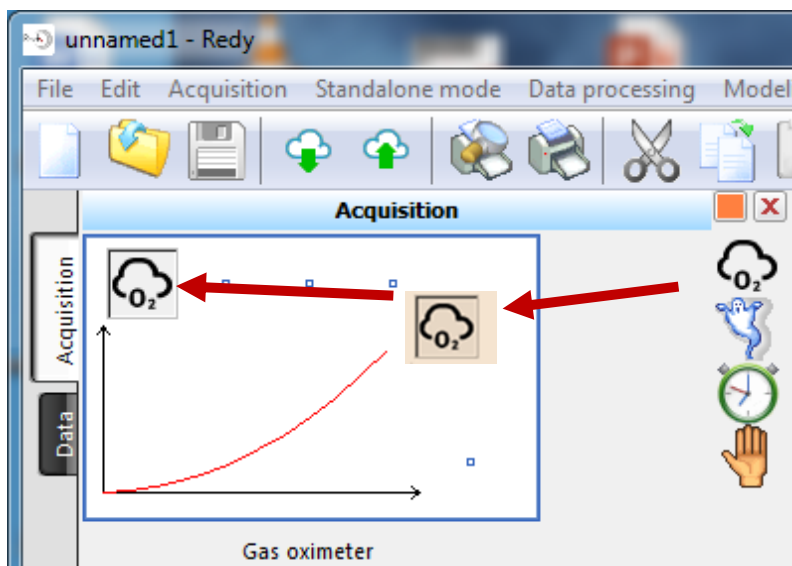 unnamed1 - Redy
File Edit Acquisition Standalone mode Data processing Model
Acquisition
Acquisition
Data
O₂
O₂
O₂
Gas oximeter